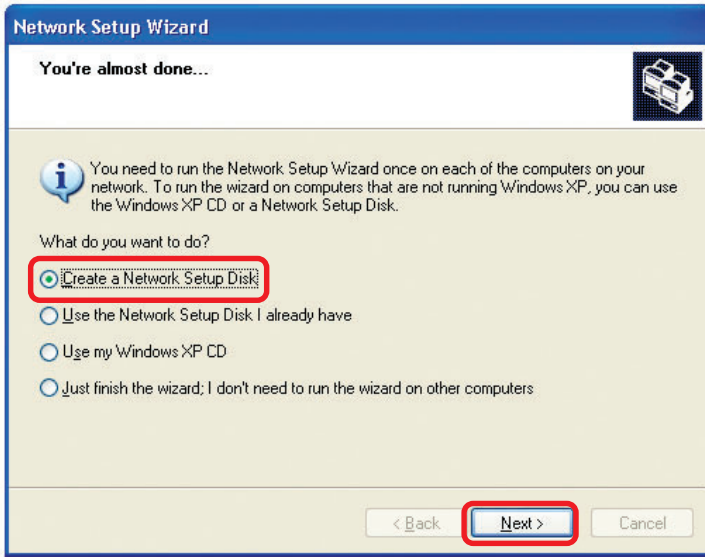 Network Setup Wizard
You're almost done...
You need to run the Network Setup Wizard once on each of the computers on your
network. To run the wizard on computers that are not running Windows XP, you can use
the Windows XP CD or a Network Setup Disk.
What do you want to do?
Create a Network Setup Disk
Use the Network Setup Disk I already have
Use my Windows XP CD
Just finish the wizard; I don't need to run the wizard on other computers
< Back Next > Cancel